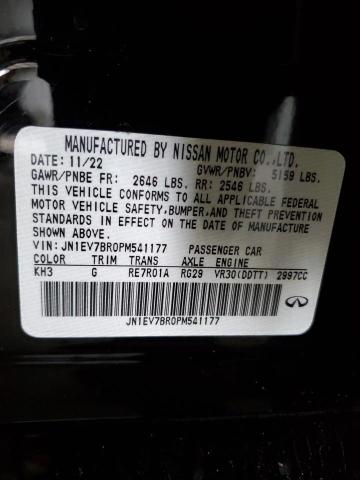 MANUFACTURED BY NISSAN MOTOR CO.,LTD.
DATE: 11/22 GVWR/PNBV: 5159 LBS.
GAWR/PNBE FR: 2646 LBS. RR: 2546 LBS.
THIS VEHICLE CONFORMS TO ALL APPLICABLE FEDERAL
MOTOR VEHICLE SAFETY, BUMPER, AND THEFT PREVENTION
STANDARDS IN EFFECT ON THE DATE OF MANUFACTURE
SHOWN ABOVE.
VIN: JN1EV7BR0PM541177 PASSENGER CAR
COLOR TRIM TRANS AXLE ENGINE
KH3 G RE7R01A RG29 VR30(DDTT) 2997CC
JN1EV7BR0PM541177
INFINITI